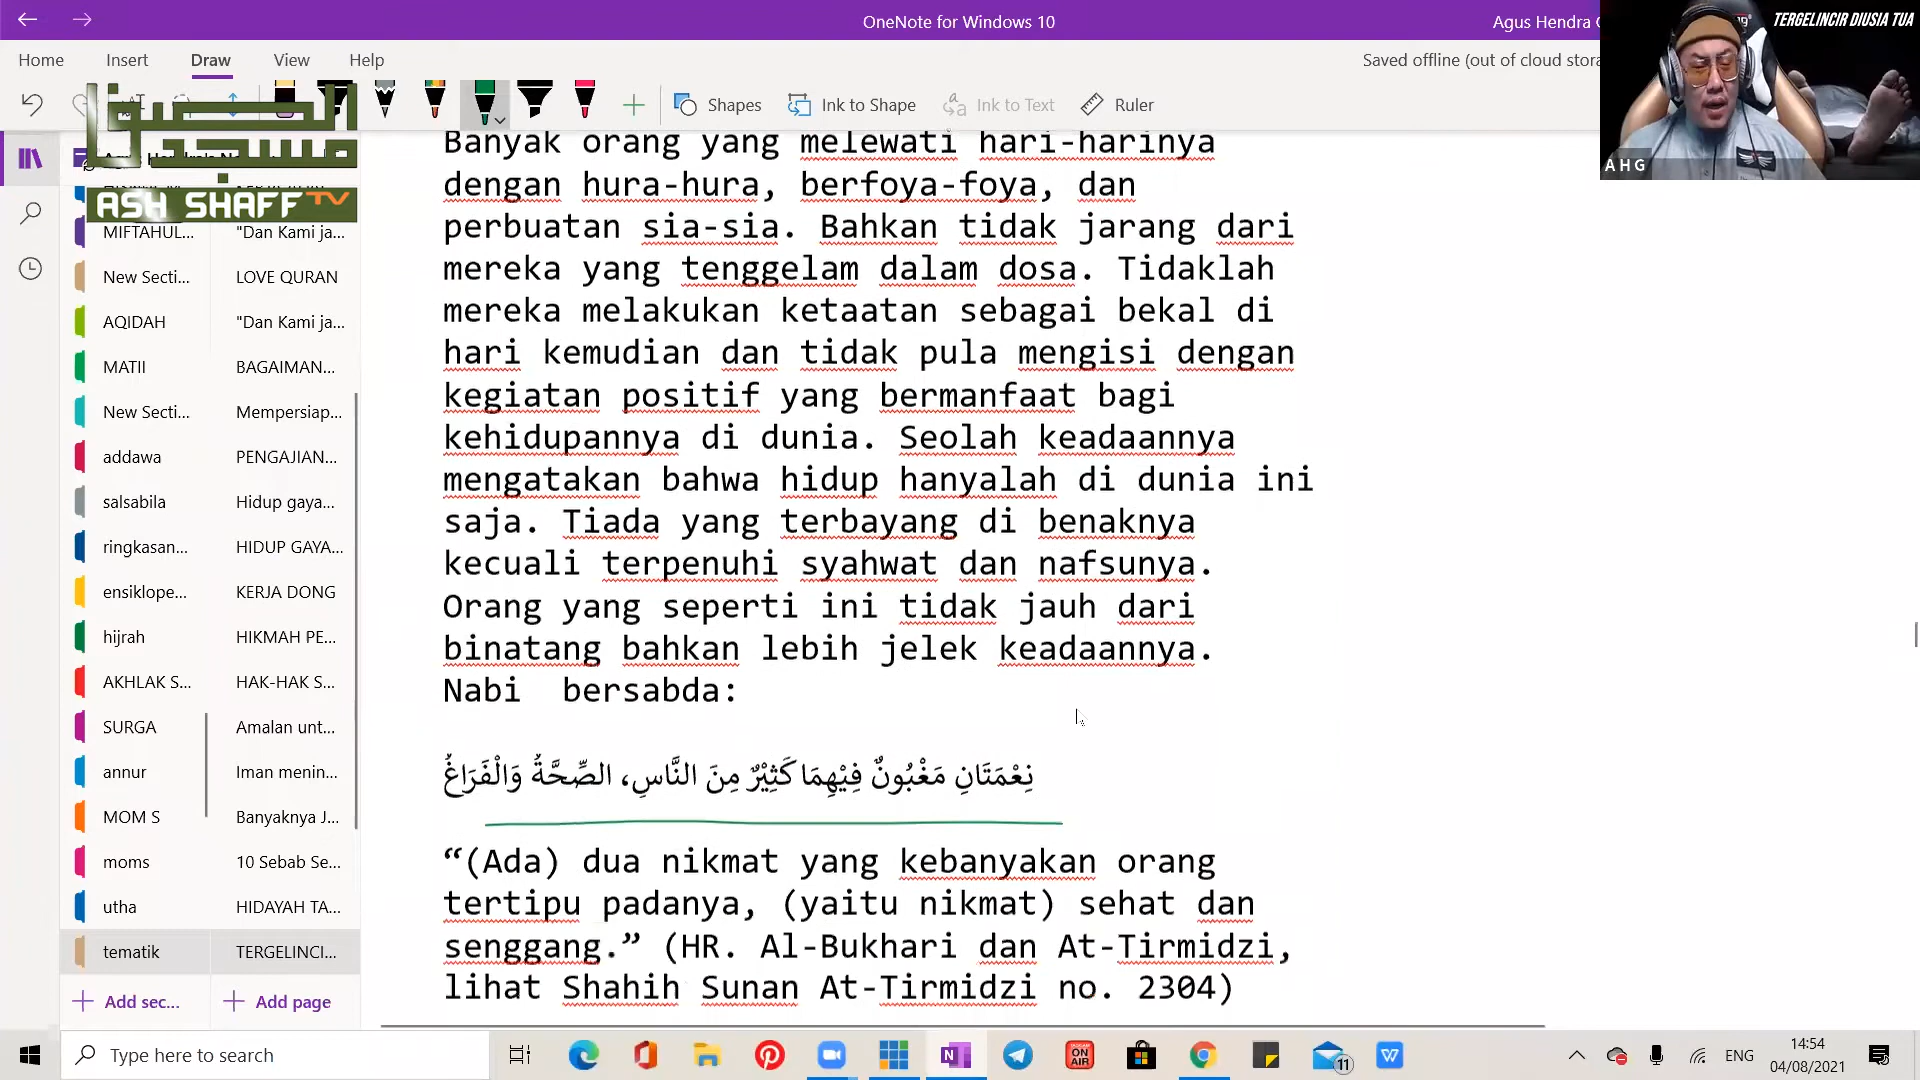 OneNote for Windows 10
Agus Hendra
TERGELINCIR DIUSIA TUA
AHG
Home Insert Draw View Help
Saved offline (out of cloud stora
Shapes
Ink to Shape
Ink to Text
Ruler
ASH SHAFF TV
MIFTAHUL...
New Secti...
AQIDAH
MATII
New Secti...
addawa
salsabila
ringkasan...
ensiklope...
hijrah
AKHLAK S...
SURGA
annur
MOM S
moms
utha
tematik
Add sec...
"Dan Kami ja...
LOVE QURAN
"Dan Kami ja...
BAGAIMAN...
Mempersiap...
PENGAJIAN...
Hidup gaya...
HIDUP GAYA...
KERJA DONG
HIKMAH PE...
HAK-HAK S...
Amalan unt...
Iman menin...
Banyaknya J...
10 Sebab Se...
HIDAYAH TA...
TERGELINCI...
Add page
Banyak orang yang melewati hari-harinya
dengan hura-hura, berfoya-foya, dan
perbuatan sia-sia. Bahkan tidak jarang dari
mereka yang tenggelam dalam dosa. Tidaklah
mereka melakukan ketaatan sebagai bekal di
hari kemudian dan tidak pula mengisi dengan
kegiatan positif yang bermanfaat bagi
kehidupannya di dunia. Seolah keadaannya
mengatakan bahwa hidup hanyalah di dunia ini
saja. Tiada yang terbayang di benaknya
kecuali terpenuhi syahwat dan nafsunya.
Orang yang seperti ini tidak jauh dari
binatang bahkan lebih jelek keadaannya.
Nabi bersabda:
نِعْمَتَانِ مَغْبُونٌ فِيْهِمَا كَثِيْرٌ مِنَ النَّاسِ، الصِّحَّةُ وَالْفَرَاغُ
“(Ada) dua nikmat yang kebanyakan orang
tertipu padanya, (yaitu nikmat) sehat dan
senggang.” (HR. Al-Bukhari dan At-Tirmidzi,
lihat Shahih Sunan At-Tirmidzi no. 2304)
Type here to search
ON AIR
11
ENG
14:54
04/08/2021